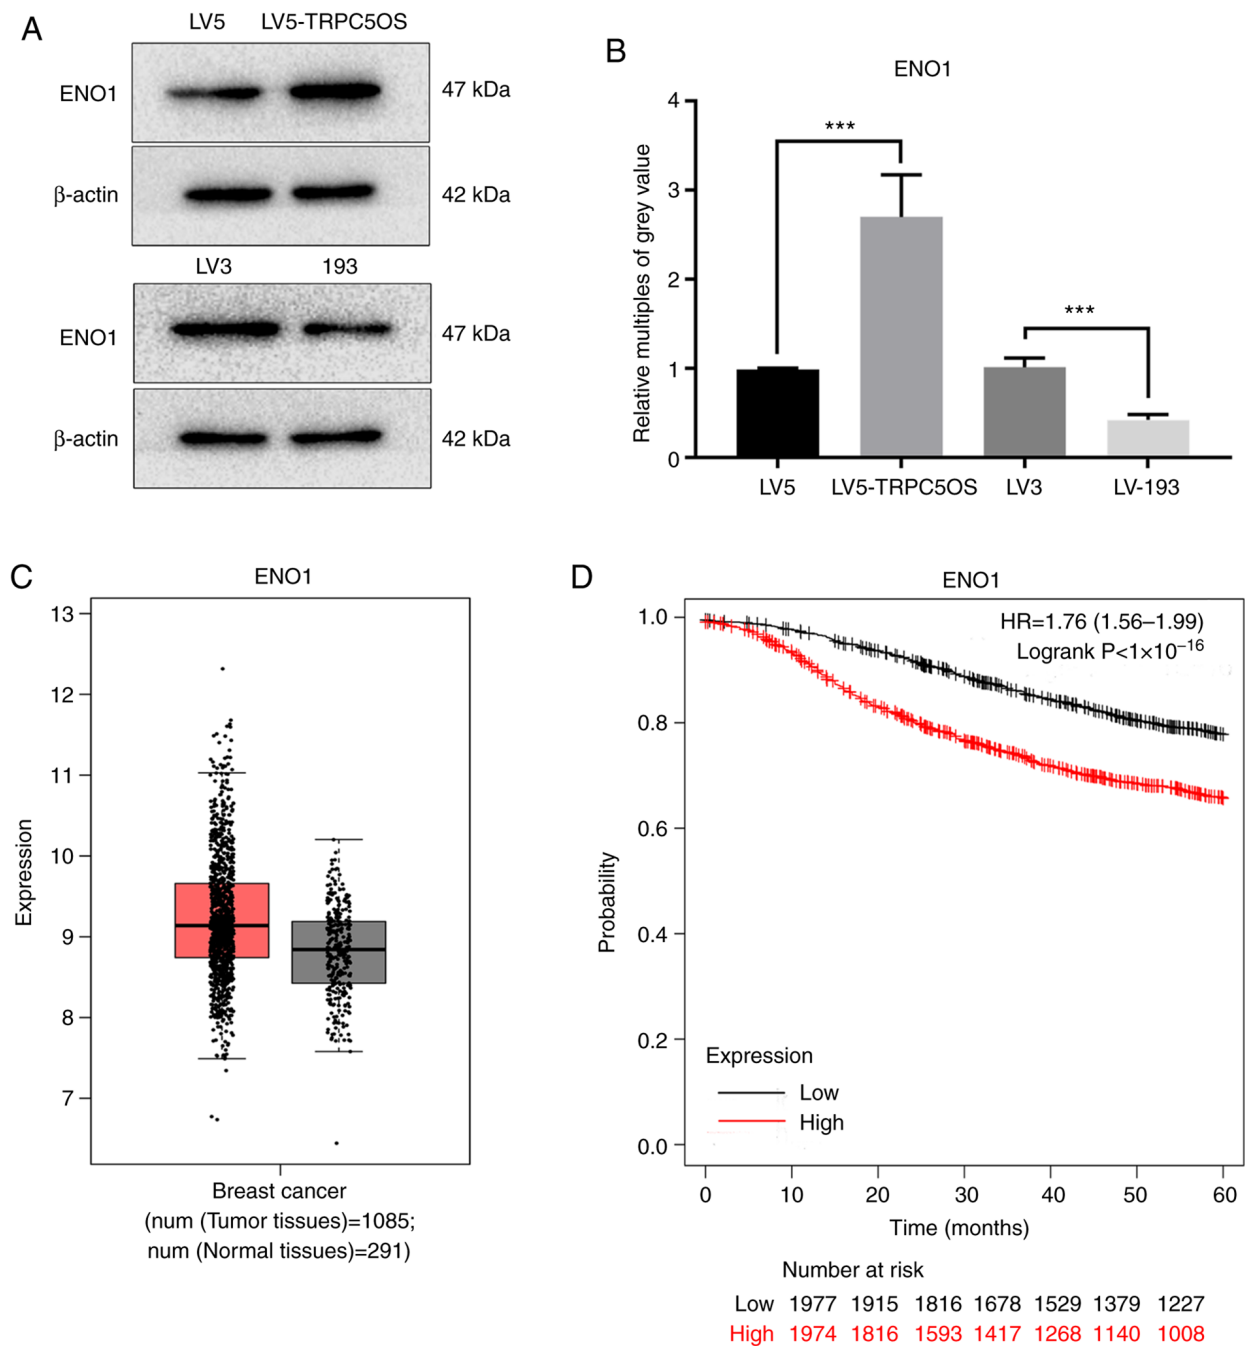 A
LV5 LV5-TRPC5OS
ENO1 47 kDa
β-actin 42 kDa
LV3 193
ENO1 47 kDa
β-actin 42 kDa
B
ENO1
Relative multiples of grey value
4
3
2
1
0
***
***
LV5 LV5-TRPC5OS LV3 LV-193
C
ENO1
Expression
13
12
11
10
9
8
7
Breast cancer
(num (Tumor tissues)=1085;
num (Normal tissues)=291)
D
ENO1
HR=1.76 (1.56–1.99)
Logrank P<1×10⁻¹⁶
Probability
1.0
0.8
0.6
0.4
0.2
0.0
Expression
Low
High
0 10 20 30 40 50 60
Time (months)
Number at risk
Low 1977 1915 1816 1678 1529 1379 1227
High 1974 1816 1593 1417 1268 1140 1008